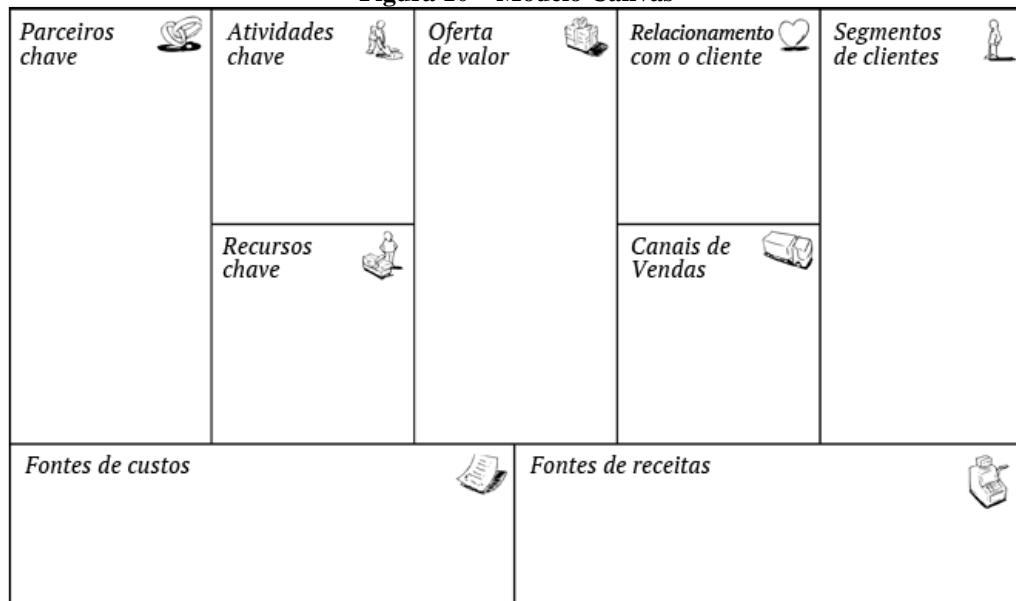 Parceiros
chave
Atividades
chave
Oferta
de valor
Relacionamento
com o cliente
Segmentos
de clientes
Recursos
chave
Canais de
Vendas
Fontes de custos
Fontes de receitas